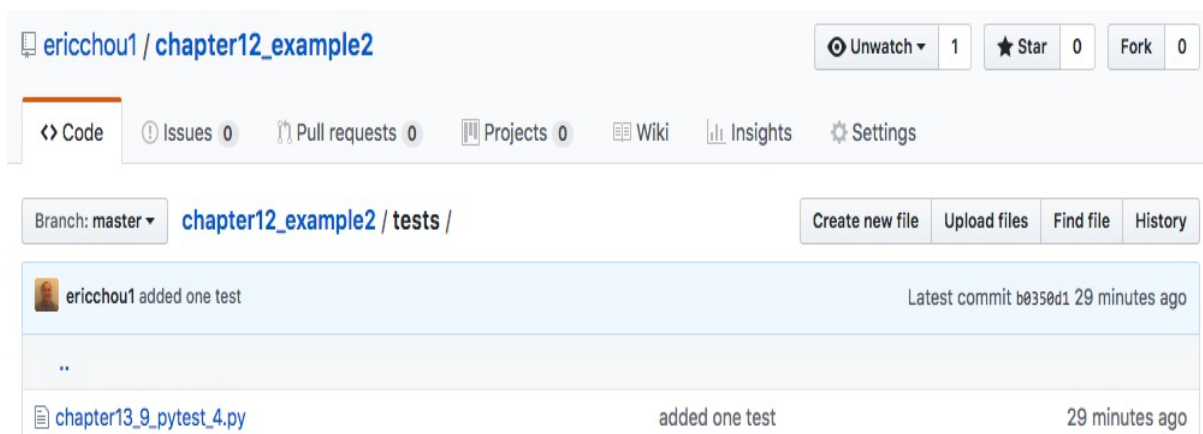 ericchou1 / chapter12_example2 Unwatch 1 Star 0 Fork 0
Code Issues 0 Pull requests 0 Projects 0 Wiki Insights Settings
Branch: master chapter12_example2 / tests / Create new file Upload files Find file History
ericchou1 added one test Latest commit b0350d1 29 minutes ago
..
chapter13_9_pytest_4.py added one test 29 minutes ago